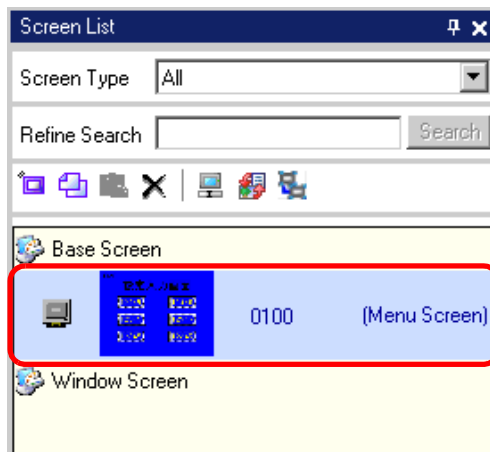 Screen List
Screen Type All
Refine Search Search
Base Screen
0100 (Menu Screen)
Window Screen